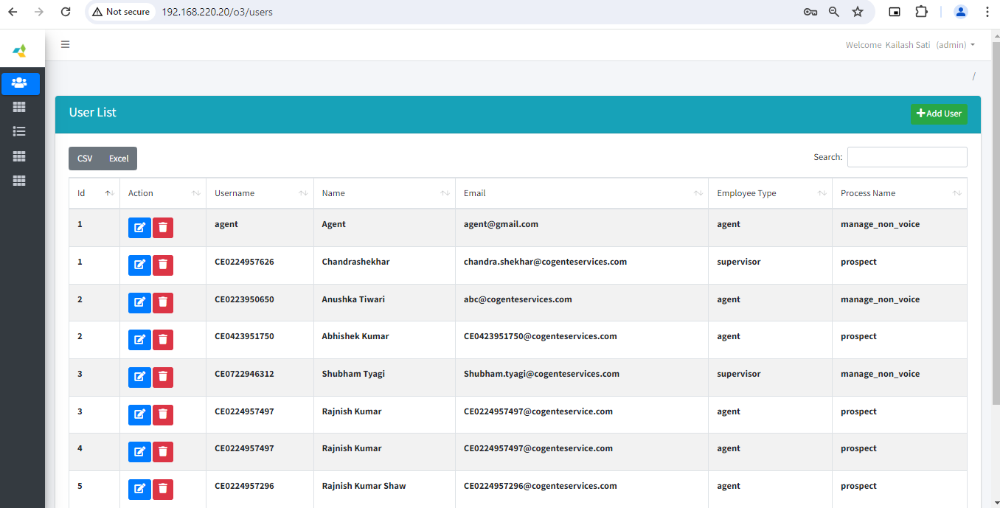 Not secure 192.168.220.20/o3/users
Welcome Kailash Sati (admin)
/
User List
Add User
CSV Excel
Search:
Id Action Username Name Email Employee Type Process Name
1 agent Agent agent@gmail.com agent manage_non_voice
1 CE0224957626 Chandrashekhar chandra.shekhar@cogenteservices.com supervisor prospect
2 CE0223950650 Anushka Tiwari abc@cogenteservices.com agent manage_non_voice
2 CE0423951750 Abhishek Kumar CE0423951750@cogenteservices.com agent prospect
3 CE0722946312 Shubham Tyagi Shubham.tyagi@cogenteservices.com supervisor manage_non_voice
3 CE0224957497 Rajnish Kumar CE0224957497@cogenteservice.com agent prospect
4 CE0224957497 Rajnish Kumar CE0224957497@cogenteservice.com agent prospect
5 CE0224957296 Rajnish Kumar Shaw CE0224957296@cogenteservices.com agent prospect